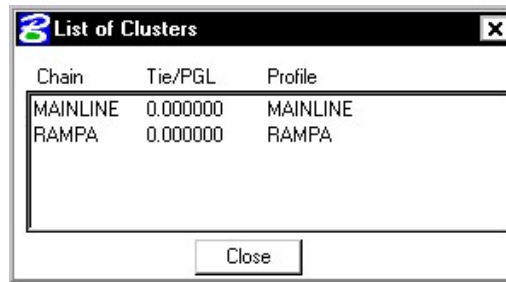 List of Clusters
Chain Tie/PGL Profile
MAINLINE 0.000000 MAINLINE
RAMPA 0.000000 RAMPA
Close